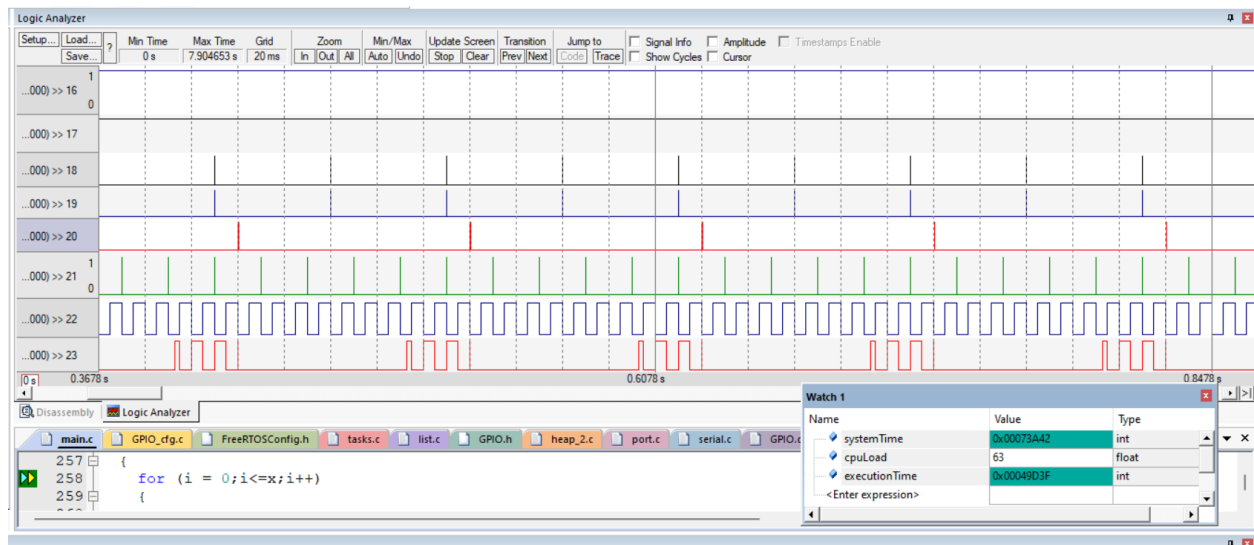 Logic Analyzer
Setup... Load... ? Min Time Max Time Grid Zoom Min/Max Update Screen Transition Jump to Signal Info Amplitude Timestamps Enable
Save... 0 s 7.904653 s 20 ms In Out All Auto Undo Stop Clear Prev Next Code Trace Show Cycles Cursor
1
...000) >> 16
0
...000) >> 17
...000) >> 18
...000) >> 19
...000) >> 20
1
...000) >> 21
0
...000) >> 22
...000) >> 23
0 s 0.3678 s 0.6078 s 0.8478 s
Disassembly Logic Analyzer
main.c GPIO_cfg.c FreeRTOSConfig.h tasks.c list.c GPIO.h heap_2.c port.c serial.c GPIO.c
257 {
258 for (i = 0;i<=x;i++)
259 {
Watch 1
Name Value Type
systemTime 0x00073A42 int
cpuLoad 63 float
executionTime 0x00049D3F int
<Enter expression>